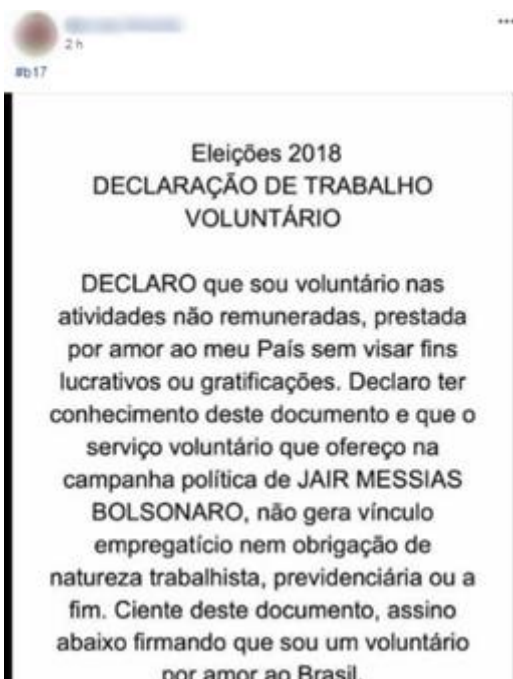 2 h
#b17
Eleições 2018
DECLARAÇÃO DE TRABALHO
VOLUNTÁRIO
DECLARO que sou voluntário nas
atividades não remuneradas, prestada
por amor ao meu País sem visar fins
lucrativos ou gratificações. Declaro ter
conhecimento deste documento e que o
serviço voluntário que ofereço na
campanha política de JAIR MESSIAS
BOLSONARO, não gera vínculo
empregatício nem obrigação de
natureza trabalhista, previdenciária ou a
fim. Ciente deste documento, assino
abaixo firmando que sou um voluntário
por amor ao Brasil.